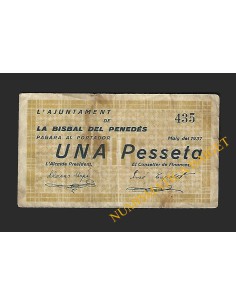 L'AJUNTAMENT
DE
LA BISBAL DEL PENEDÈS
PAGARÀ AL PORTADOR
435
Maig del 1937
UNA Pesseta
L'Alcalde President,
El Conseller de Finances,